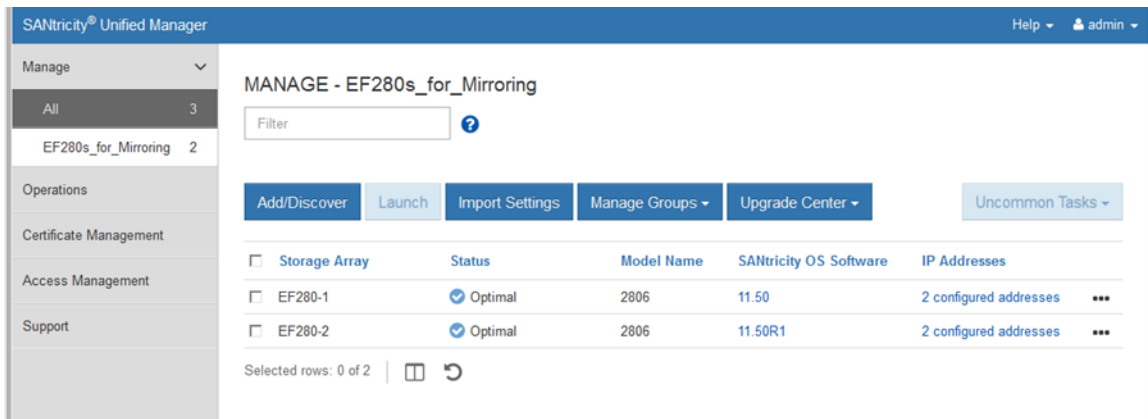 SANtricity® Unified Manager
Help admin
Manage
All 3
EF280s_for_Mirroring 2
Operations
Certificate Management
Access Management
Support
MANAGE - EF280s_for_Mirroring
Filter
Add/Discover Launch Import Settings Manage Groups Upgrade Center Uncommon Tasks
Storage Array Status Model Name SANtricity OS Software IP Addresses
EF280-1 Optimal 2806 11.50 2 configured addresses
EF280-2 Optimal 2806 11.50R1 2 configured addresses
Selected rows: 0 of 2